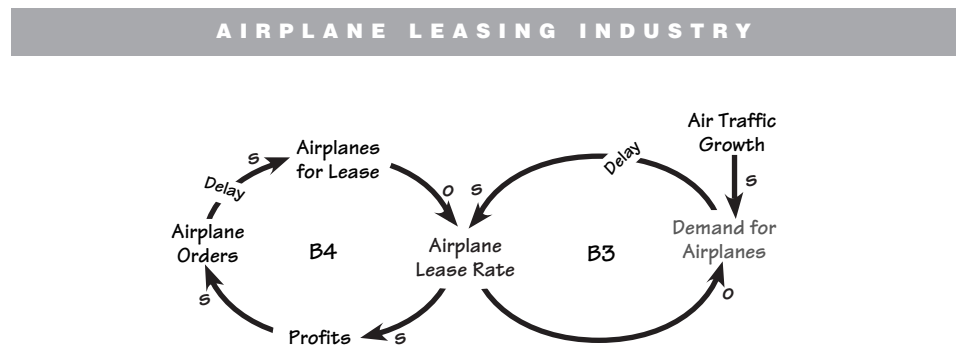 AIRPLANE LEASING INDUSTRY
Air Traffic
Growth
s
Delay
Airplanes
for Lease
s
Delay
o
s
Airplane
Orders
B4
Airplane
Lease Rate
B3
Demand for
Airplanes
s
o
Profits
s